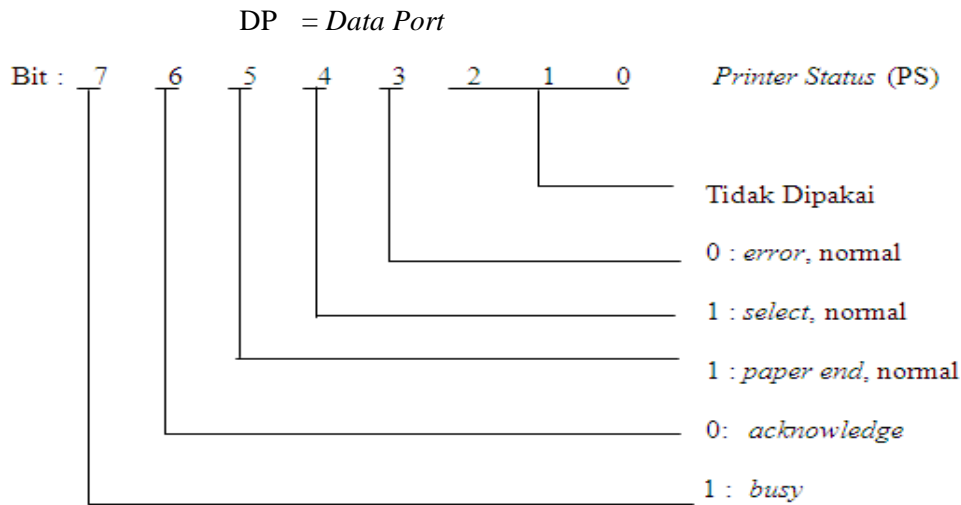 DP = Data Port
Bit : 7 6 5 4 3 2 1 0 Printer Status (PS)
Tidak Dipakai
0 : error, normal
1 : select, normal
1 : paper end, normal
0: acknowledge
1 : busy